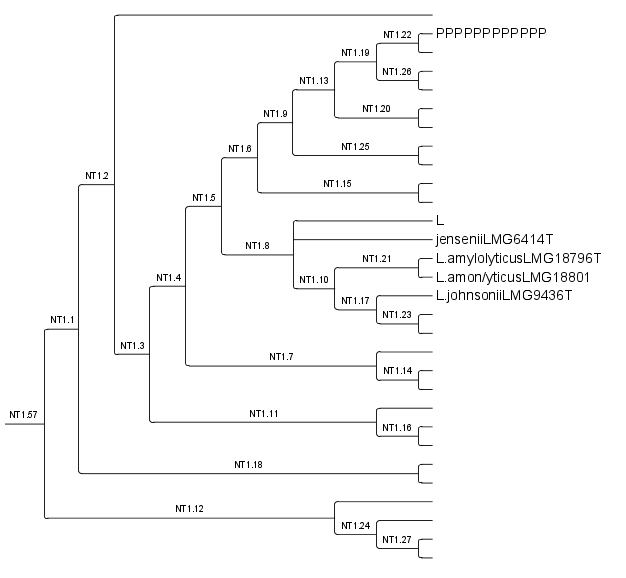 NT1.22 PPPPPPPPPPPP
NT1.19
NT1.26
NT1.13
NT1.20
NT1.9
NT1.25
NT1.6
NT1.2
NT1.15
NT1.5
L
jenseniiLMG6414T
NT1.8
NT1.21 L.amylolyticusLMG18796T
L.amon/yticusLMG18801
NT1.4
NT1.10
L.johnsoniiLMG9436T
NT1.17
NT1.23
NT1.1
NT1.3
NT1.7
NT1.14
NT1.57
NT1.11
NT1.16
NT1.18
NT1.12
NT1.24
NT1.27